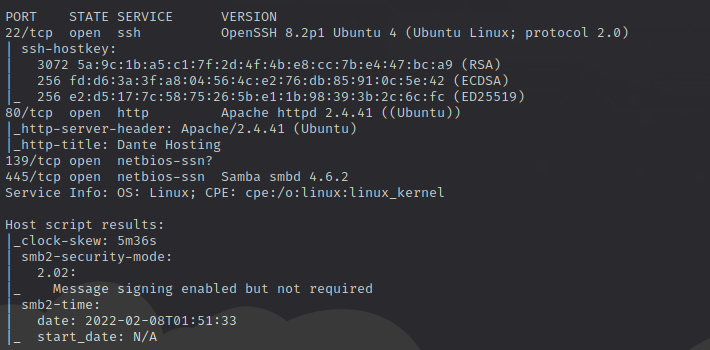 PORT    STATE SERVICE      VERSION
22/tcp  open  ssh          OpenSSH 8.2p1 Ubuntu 4 (Ubuntu Linux; protocol 2.0)
| ssh-hostkey:
|   3072 5a:9c:1b:a5:c1:7f:2d:4f:4b:e8:cc:7b:e4:47:bc:a9 (RSA)
|   256 fd:d6:3a:3f:a8:04:56:4c:e2:76:db:85:91:0c:5e:42 (ECDSA)
|_  256 e2:d5:17:7c:58:75:26:5b:e1:1b:98:39:3b:2c:6c:fc (ED25519)
80/tcp  open  http         Apache httpd 2.4.41 ((Ubuntu))
|_http-server-header: Apache/2.4.41 (Ubuntu)
|_http-title: Dante Hosting
139/tcp open  netbios-ssn?
445/tcp open  netbios-ssn  Samba smbd 4.6.2
Service Info: OS: Linux; CPE: cpe:/o:linux:linux_kernel

Host script results:
|_clock-skew: 5m36s
| smb2-security-mode:
|   2.02:
|_    Message signing enabled but not required
| smb2-time:
|   date: 2022-02-08T01:51:33
|_  start_date: N/A